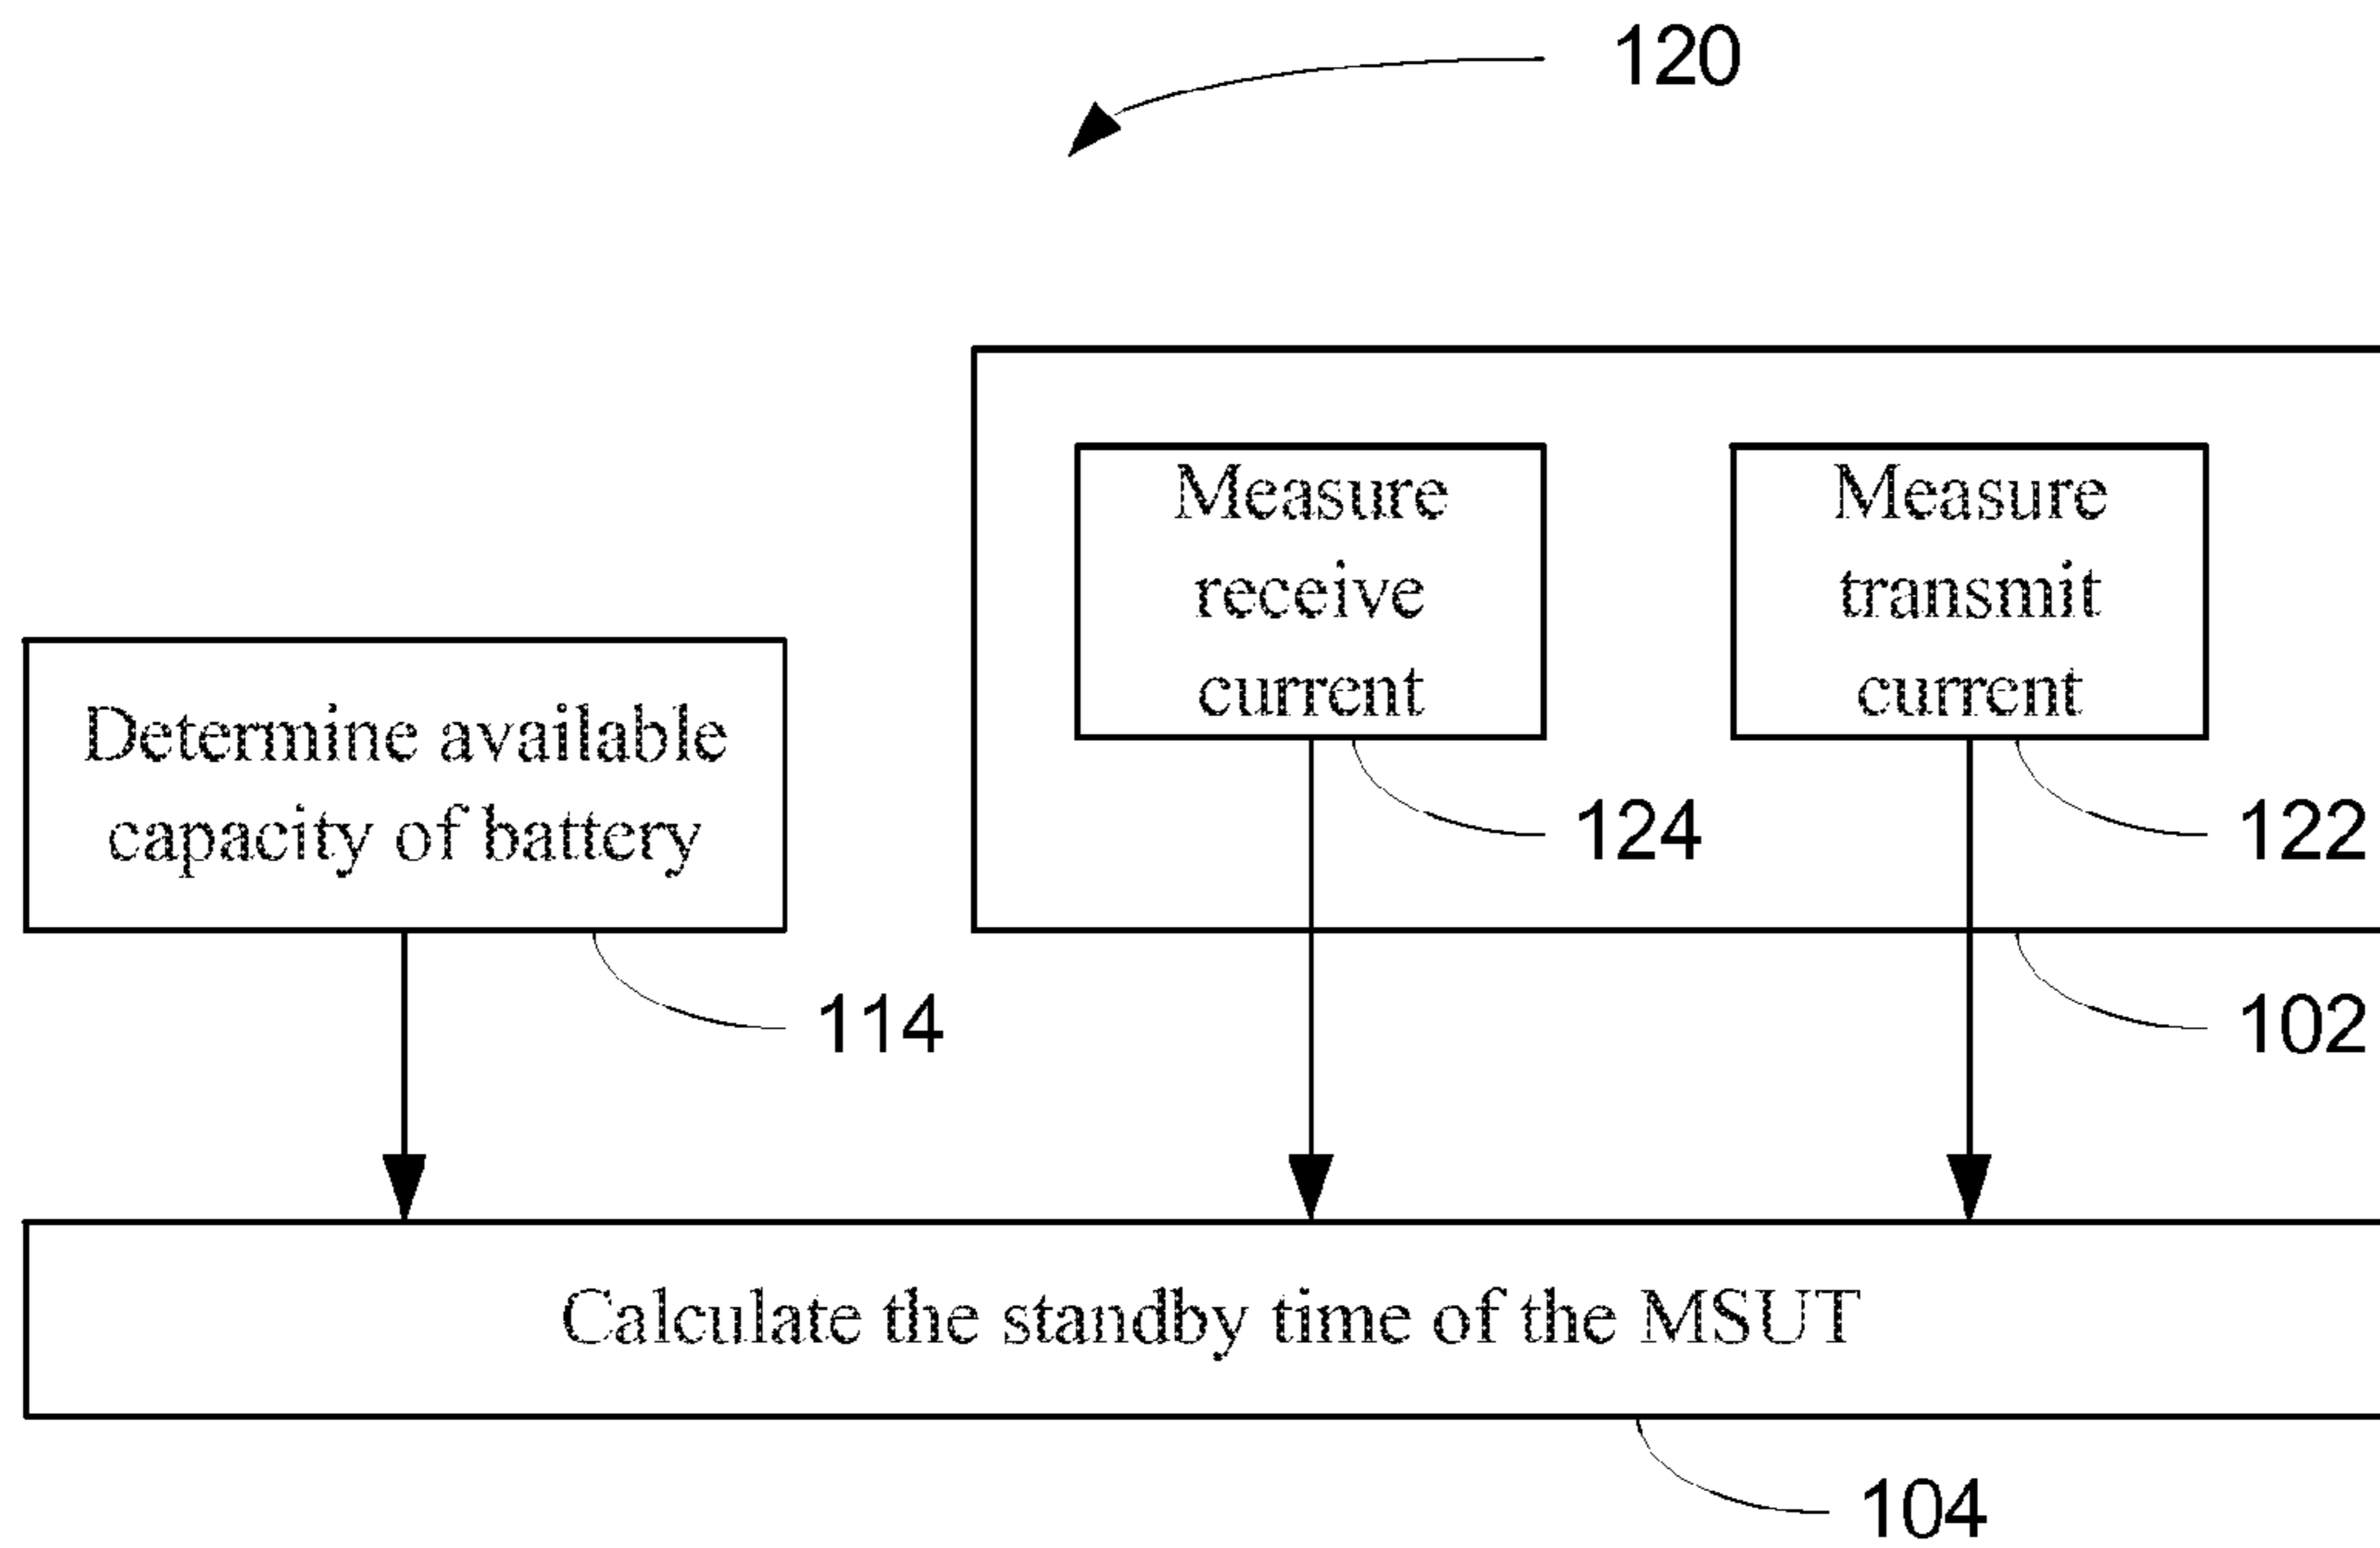 120
Measure
receive
current
Measure
transmit
current
Determine available
capacity of battery
124
122
114
102
Calculate the standby time of the MSUT
104